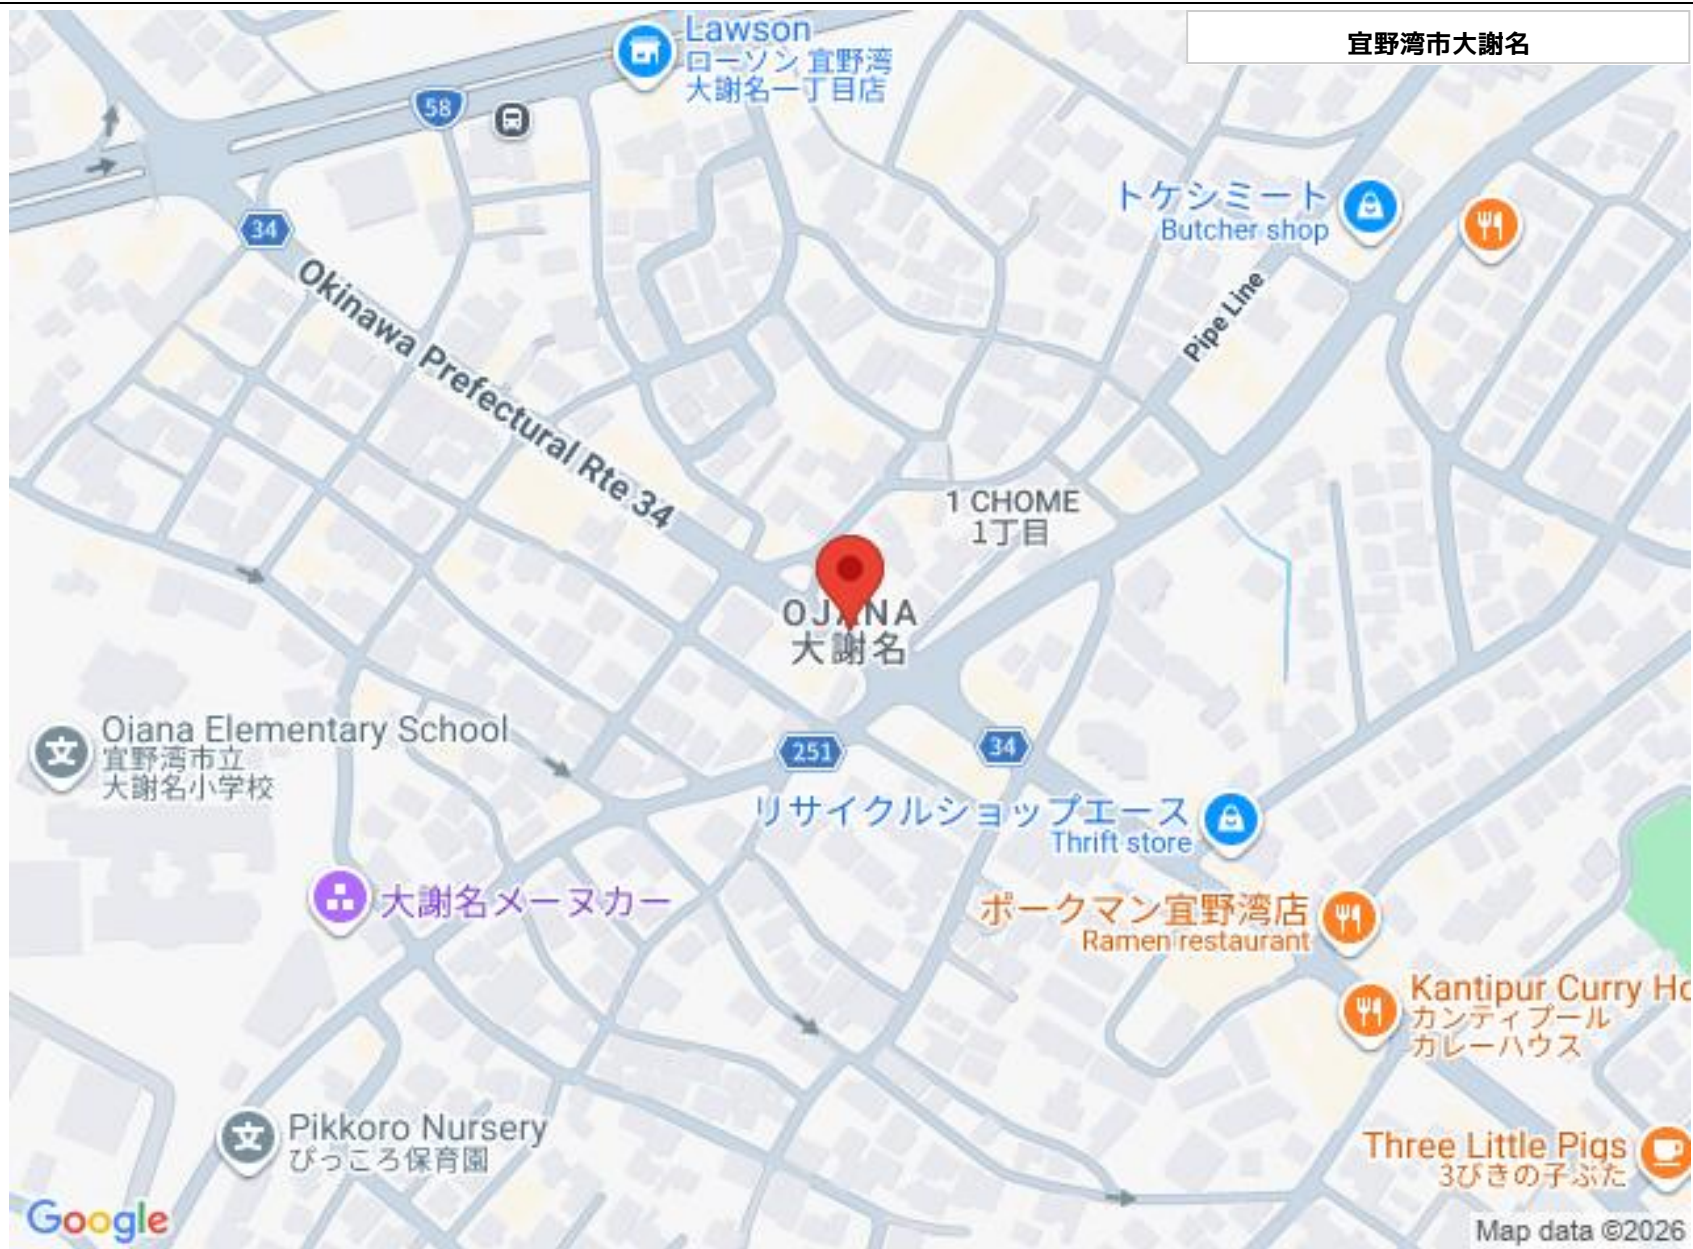 宜野湾市大謝名
Lawson
ローソン 宜野湾
大謝名一丁目店
58
34
Okinawa Prefectural Rte 34
トケシミート
Butcher shop
Pipe Line
1 CHOME
1丁目
OJANA
大謝名
Ojana Elementary School
宜野湾市立
大謝名小学校
251
34
リサイクルショップエース
Thrift store
大謝名メーヌカー
ポークマン宜野湾店
Ramen restaurant
Kantipur Curry Ho
カンティプール
カレーハウス
Pikkoro Nursery
ぴっころ保育園
Three Little Pigs
3びきの子ぶた
Google
Map data ©2026